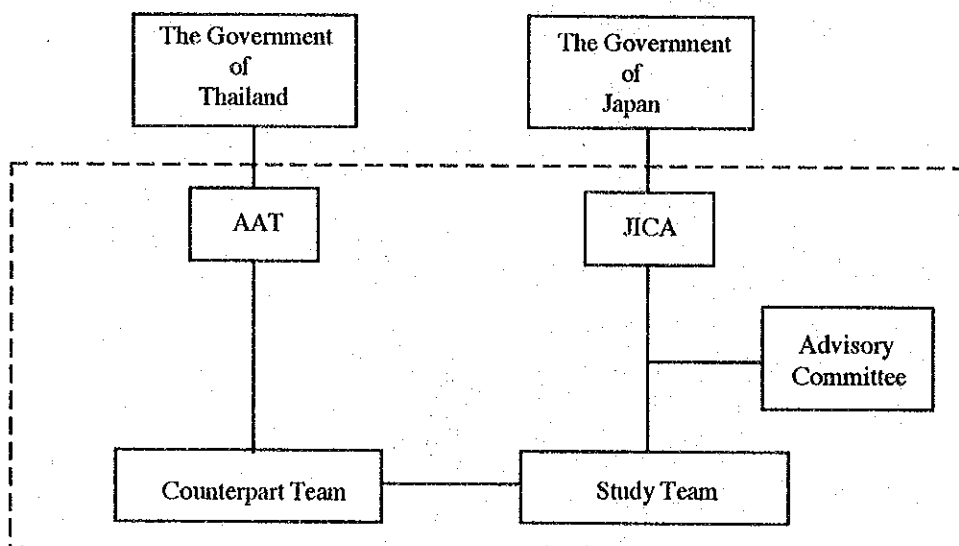 The Government
of
Thailand
The Government
of
Japan
AAT
JICA
Advisory
Committee
Counterpart Team
Study Team